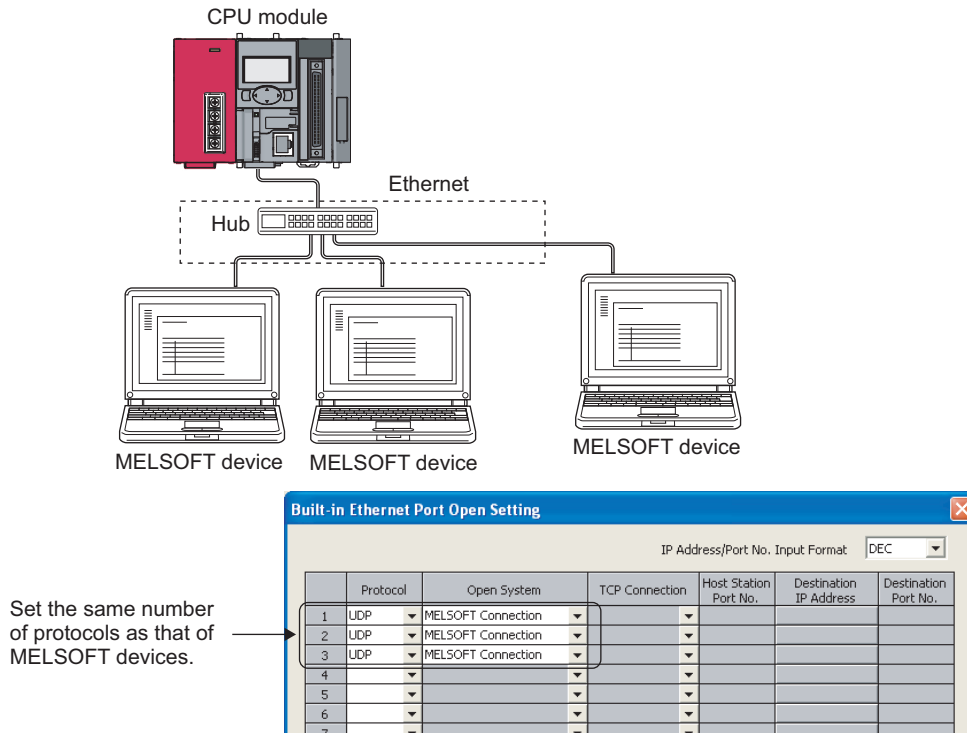 CPU module
Ethernet
Hub
MELSOFT device
MELSOFT device
MELSOFT device
Set the same number
of protocols as that of
MELSOFT devices.
Built-in Ethernet Port Open Setting
IP Address/Port No. Input Format DEC
Protocol Open System TCP Connection Host Station Port No. Destination IP Address Destination Port No.
1 UDP MELSOFT Connection
2 UDP MELSOFT Connection
3 UDP MELSOFT Connection
4
5
6
7